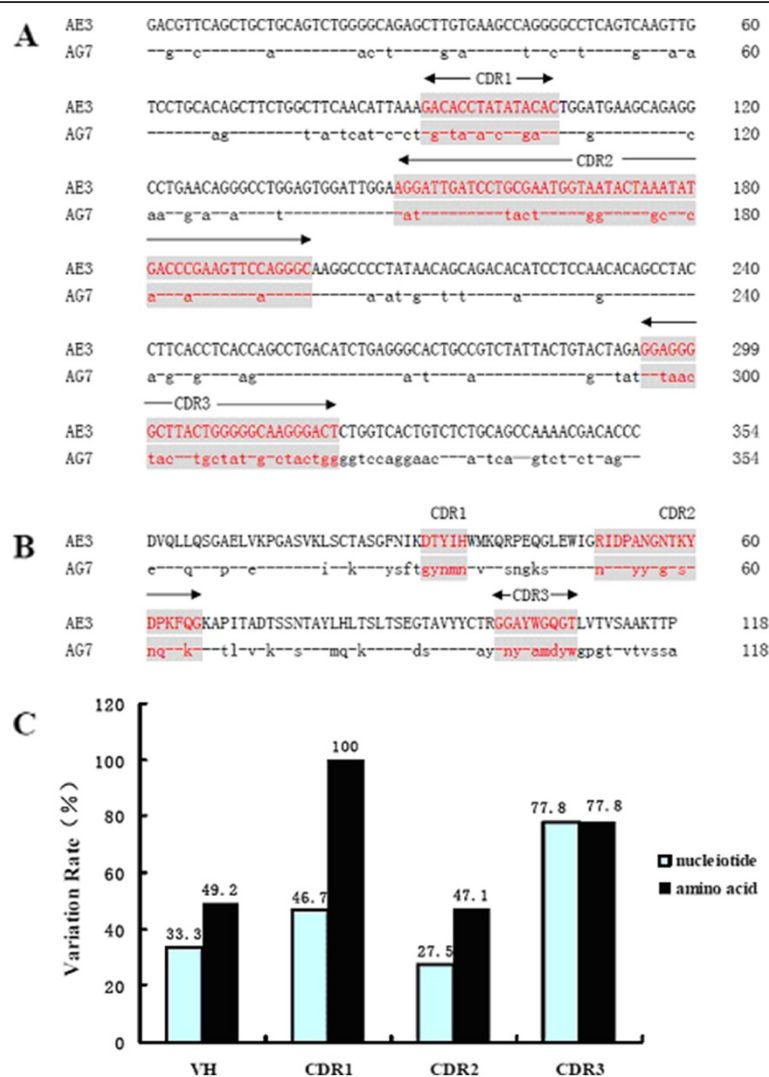 A
AE3 GACGTTCAGCTGCTGCAGTCTGGGGCAGAGCTTGTGAAGCCAGGGGCCTCAGTCAAGTTG 60
AG7 --g--c-------a---------ac-t-----ga-----t--c--t-----g---a-a 60
CDR1
AE3 TCCTGCACAGCTTCTGGCTTCAACATTAAAGACACCTATATACACTGGATGAAGCAGAGG 120
AG7 -------ag--------t-a-tcat-c-ct-g-ta-a-c--ga---g----------c 120
CDR2
AE3 CCTGAACAGGGCCTGGAGTGGATTGGAAGGATTGATCCTGCGAATGGTAATACTAAATAT 180
AG7 aa--g-a--a----t------------at---------tact-----gg----gc--c 180
AE3 GACCCGAAGTTCCAGGGCAAGGCCCCTATAACAGCAGACACATCCTCCAACACAGCCTAC 240
AG7 a---a-------a-----------a-at-g--t-t-----a--------g---------- 240
AE3 CTTCACCTCACCAGCCTGACATCTGAGGGCACTGCCGTCTATTACTGTACTAGAGGAGGG 299
AG7 a-g--g---ag----------------a-t---a------------g--tat--taac 300
CDR3
AE3 GCTTACTGGGGGCAAGGGACTCTGGTCACTGTCTCTGCAGCCAAAACGACACCC 354
AG7 tac--tgctat-g-ctactggggtccaggaac---a-tca--gtct-ct-ag-- 354
B
CDR1 CDR2
AE3 DVQLLQSGAELVKPGASVKLSCTASGFNIKDTYIHWMKQRPEQGLEWIGRIDPANGNTKY 60
AG7 e--q---p--e-------i--k---ysftgynmn-v--sngks-----n---yy-g-s- 60
CDR3
AE3 DPKFQGKAPITADTSSNTAYLHLTSLTSEGTAVYYCTRGGAYWGQGTLVTVSAAKTTP 118
AG7 nq--k---tl-v-k--s----mq-k-----ds-----ay-ny-amdywgpgt-vtvssa 118
C
Variation Rate (%)
120
100
80
60
40
20
0
33.3
49.2
46.7
100
27.5
47.1
77.8
77.8
nucleiotide
amino acid
VH
CDR1
CDR2
CDR3